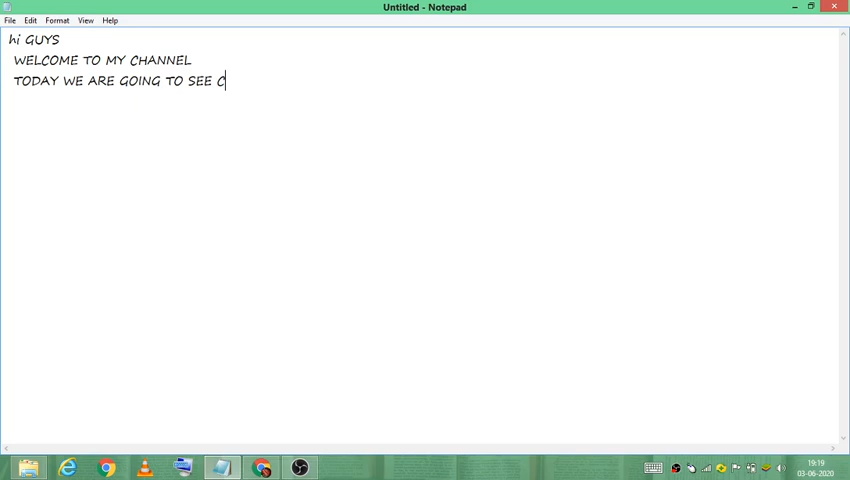 Untitled - Notepad
File Edit Format View Help
hi GUYS
WELCOME TO MY CHANNEL
TODAY WE ARE GOING TO SEE C
19:19
03-06-2020